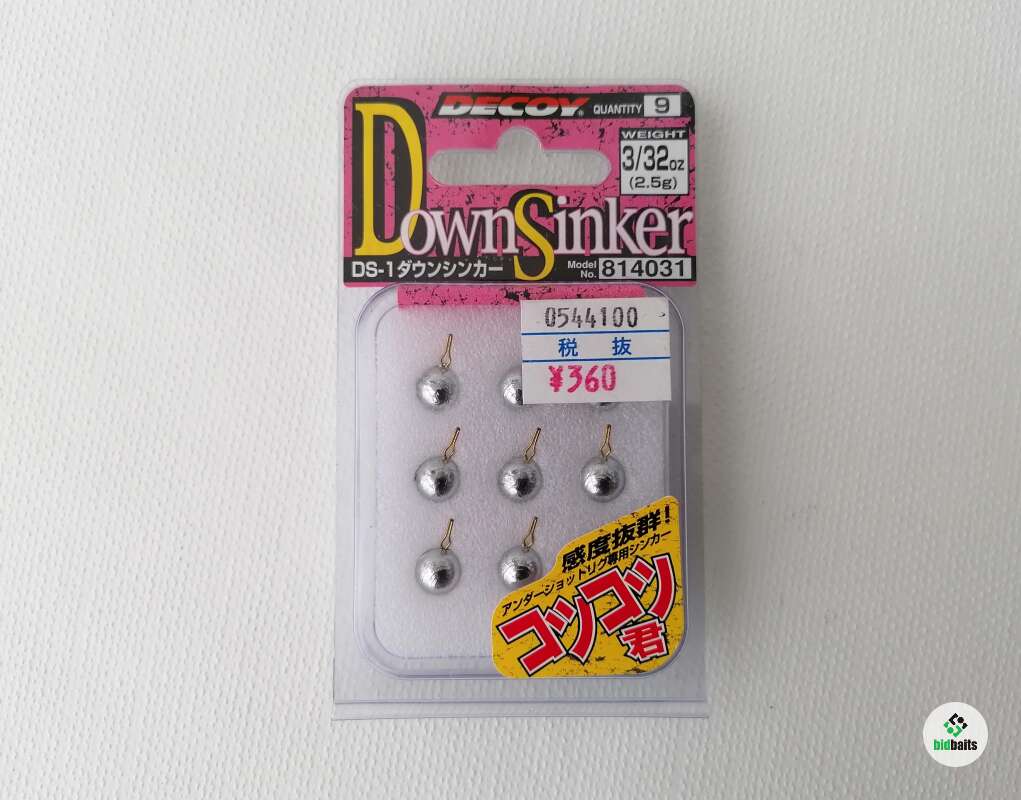 DECOY® QUANTITY 9
WEIGHT
3/32oz
(2.5g)
DownSinker
DS-1ダウンシンカー Model No. 814031
0544100
税 抜
¥360
感度抜群!
アンダーショットリグ専用シンカー
コツコツ
君
bidbaits